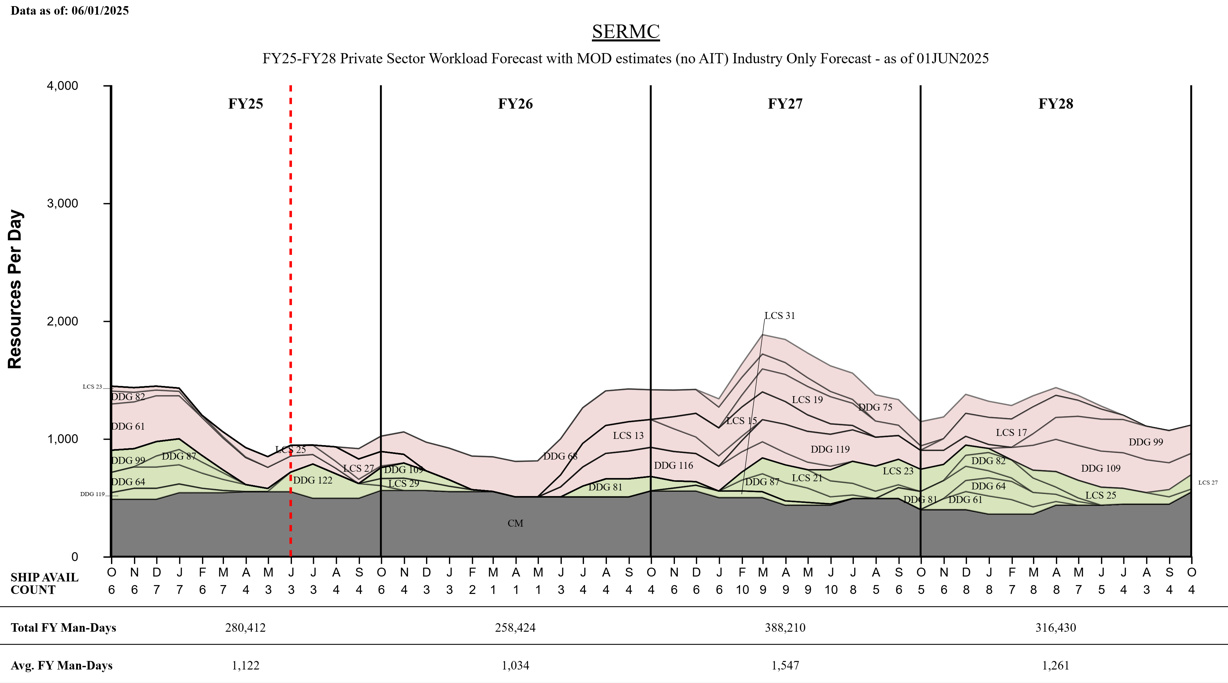 Data as of: 06/01/2025
SERMC
FY25-FY28 Private Sector Workload Forecast with MOD estimates (no AIT) Industry Only Forecast - as of 01JUN2025
Resources Per Day
4,000
3,000
2,000
1,000
0
FY25 FY26 FY27 FY28
LCS 31
LCS 23
DDG 82
DDG 61
DDG 99
DDG 87
DDG 64
DDG 119
LCS 25
DDG 122
LCS 27
DDG 109
LCS 29
CM
DDG 68
LCS 13
DDG 81
DDG 116
LCS 15
LCS 19
DDG 75
DDG 119
DDG 87
LCS 21
LCS 23
DDG 81
LCS 17
DDG 82
DDG 64
DDG 61
DDG 109
LCS 25
DDG 99
LCS 27
O N D J F M A M J J A S O N D J F M A M J J A S O N D J F M A M J J A S O N D J F M A M J J A S O
SHIP AVAIL
COUNT
6 6 7 7 6 7 4 3 3 3 4 6 6 4 3 3 2 1 1 1 3 4 4 4 4 6 6 6 10 9 9 9 10 8 5 6 5 6 8 8 7 6 8 7 5 4 3 4 4
Total FY Man-Days 280,412 258,424 388,210 316,430
Avg. FY Man-Days 1,122 1,034 1,547 1,261